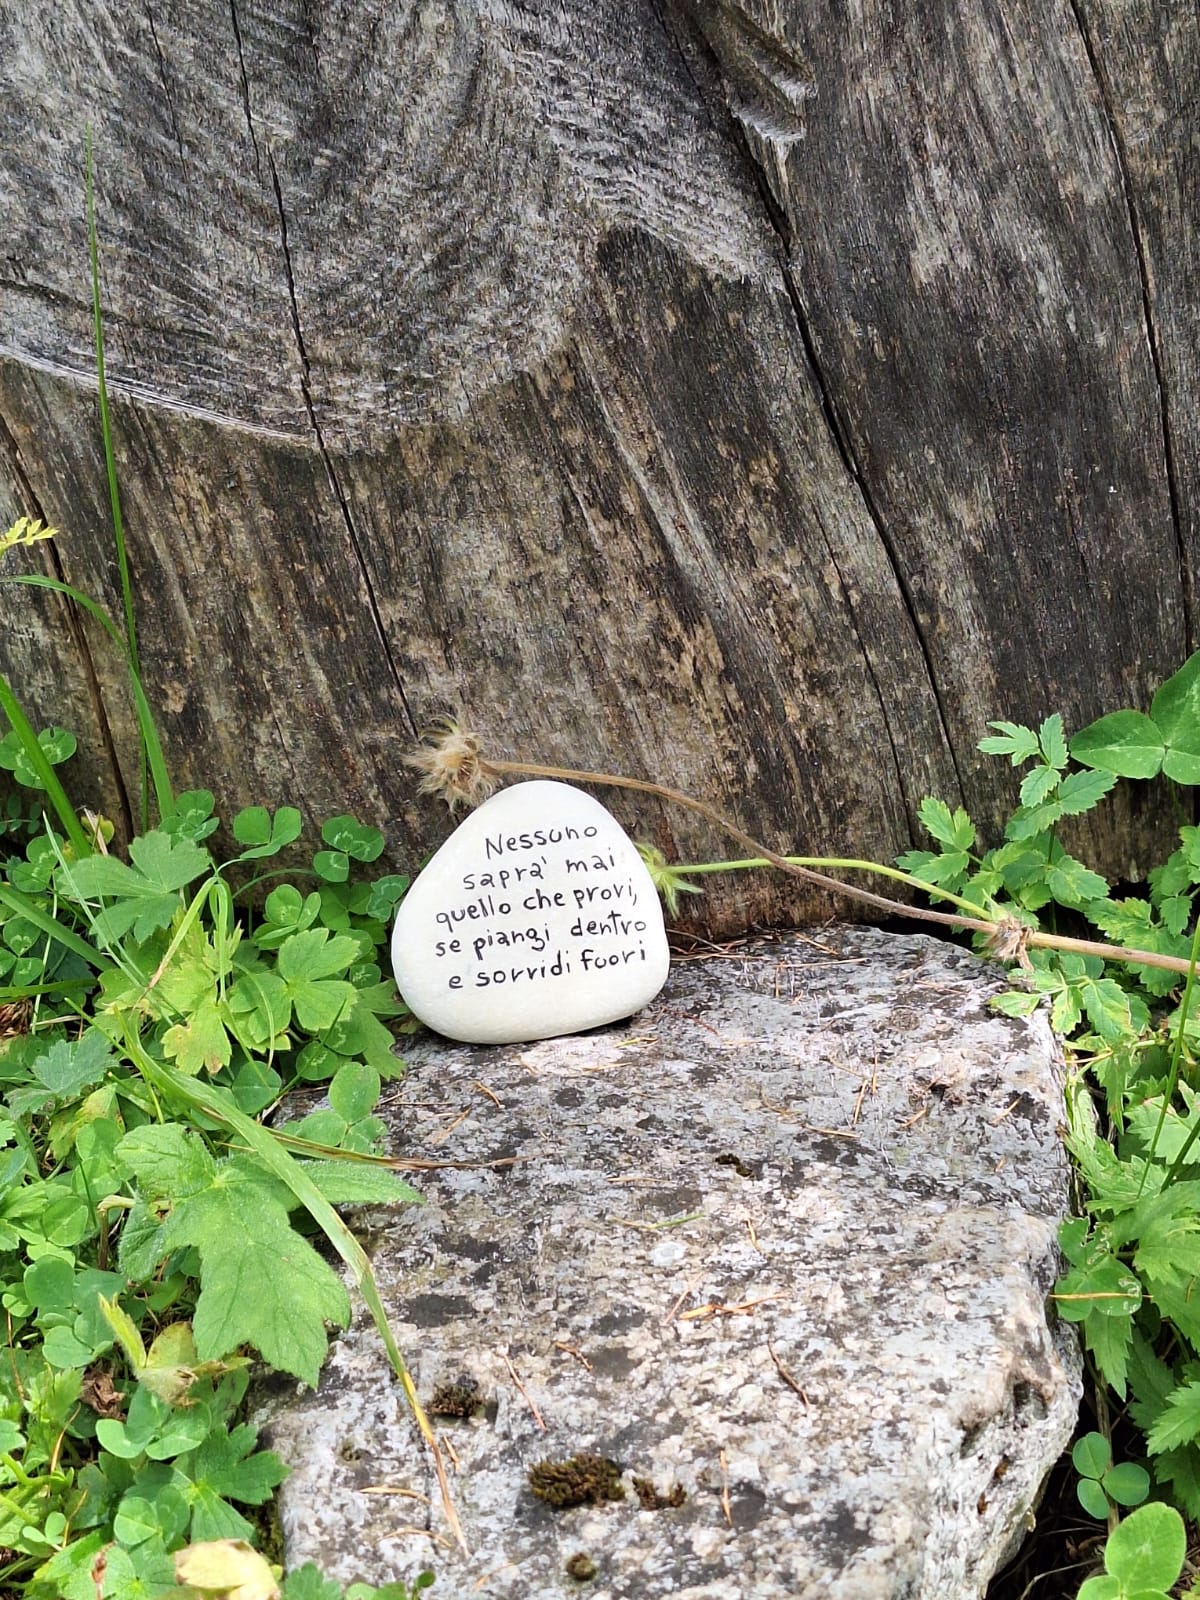 Nessuno
saprà mai
quello che provi,
se piangi dentro
e sorridi fuori